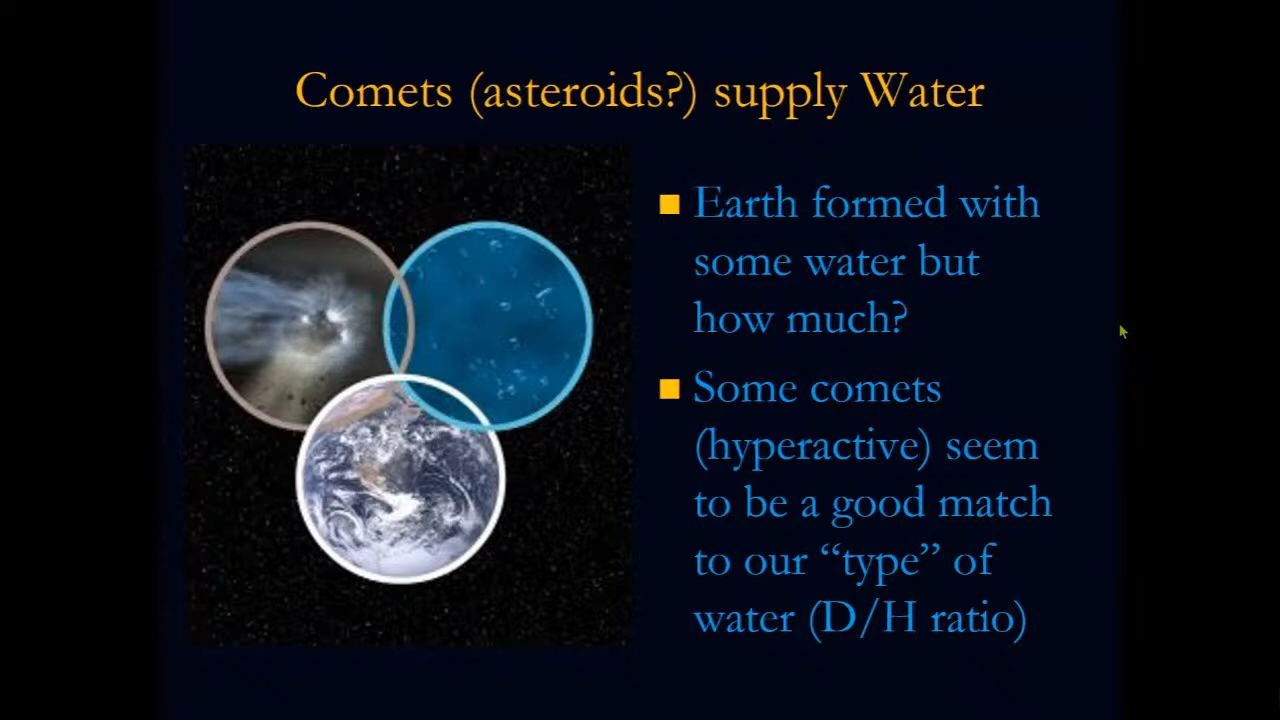 Comets (asteroids?) supply Water
Earth formed with
some water but
how much?
Some comets
(hyperactive) seem
to be a good match
to our “type” of
water (D/H ratio)